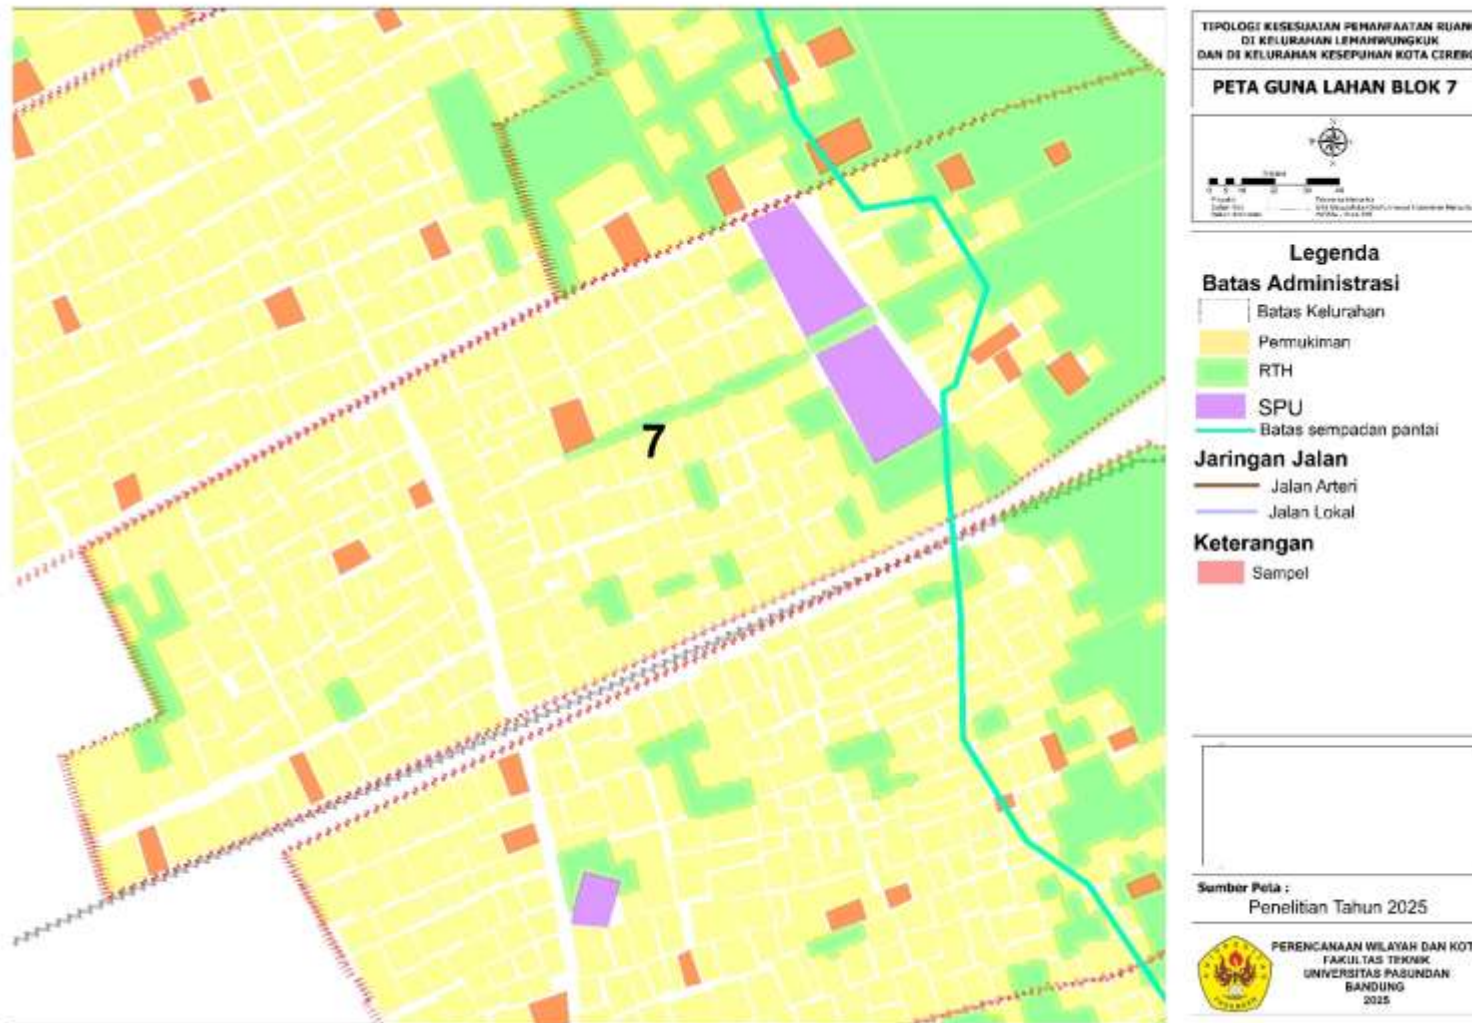 TIPOLOGI KESESUAIAN PEMANFAATAN RUANG
DI KELURAHAN LEMAHWUNGKUK
DAN DI KELURAHAN KESEPUHAN KOTA CIREBO
PETA GUNA LAHAN BLOK 7
Legenda
Batas Administrasi
Batas Kelurahan
Permukiman
RTH
SPU
Batas sempadan pantai
Jaringan Jalan
Jalan Arteri
Jalan Lokal
Keterangan
Sampel
7
Sumber Peta :
Penelitian Tahun 2025
PERENCANAAN WILAYAH DAN KOT
FAKULTAS TEKNIK
UNIVERSITAS PASUNDAN
BANDUNG
2025